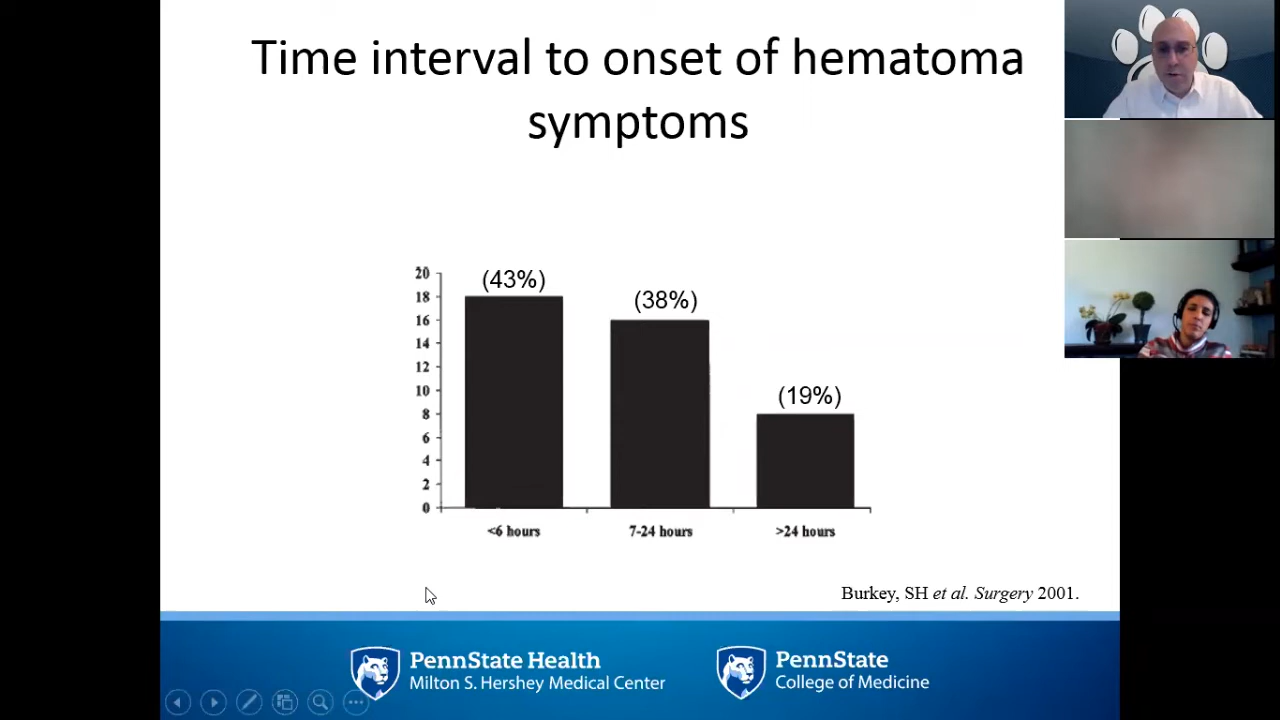 Time interval to onset of hematoma
symptoms
20
18
16
14
12
10
8
6
4
2
0
(43%)
(38%)
(19%)
<6 hours
7-24 hours
>24 hours
Burkey, SH et al. Surgery 2001.
PennState Health
Milton S. Hershey Medical Center
PennState
College of Medicine